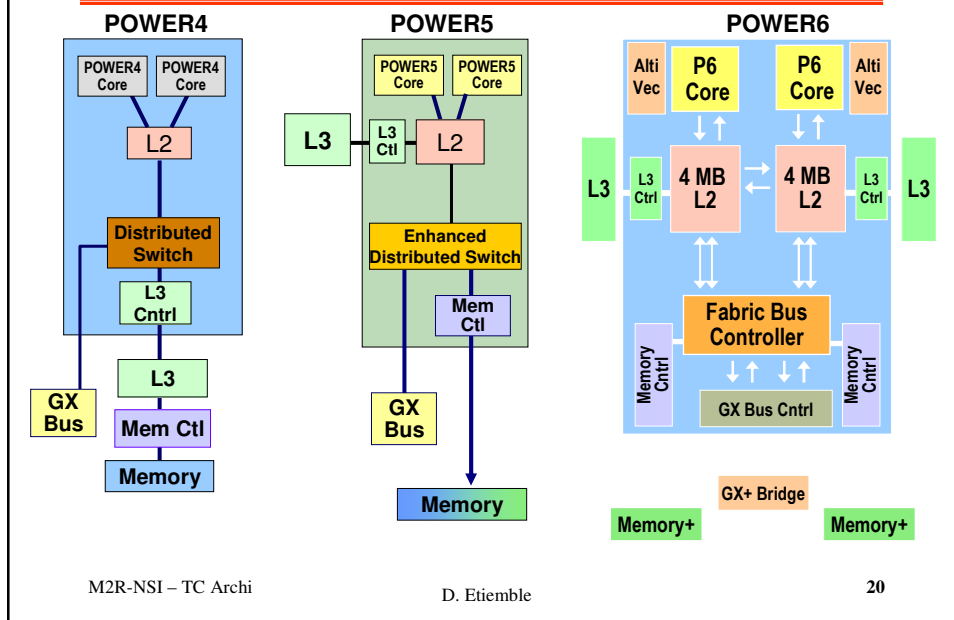 POWER4
POWER4
Core
POWER4
Core
L2
Distributed
Switch
L3
Cntrl
L3
GX
Bus
Mem Ctl
Memory
POWER5
POWER5
Core
POWER5
Core
L3
L3
Ctl
L2
Enhanced
Distributed Switch
Mem
Ctl
GX
Bus
Memory
POWER6
Alti
Vec
P6
Core
P6
Core
Alti
Vec
L3
L3
Ctrl
4 MB
L2
4 MB
L2
L3
Ctrl
L3
Fabric Bus
Controller
Memory
Cntrl
Memory
Cntrl
GX Bus Cntrl
GX+ Bridge
Memory+
Memory+
M2R-NSI – TC Archi
D. Etiemble
20